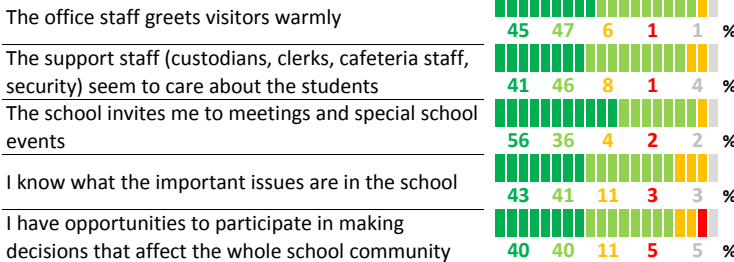 The office staff greets visitors warmly
45 47 6 1 1 %
The support staff (custodians, clerks, cafeteria staff,
security) seem to care about the students
41 46 8 1 4 %
The school invites me to meetings and special school
events
56 36 4 2 2 %
I know what the important issues are in the school
43 41 11 3 3 %
I have opportunities to participate in making
decisions that affect the whole school community
40 40 11 5 5 %